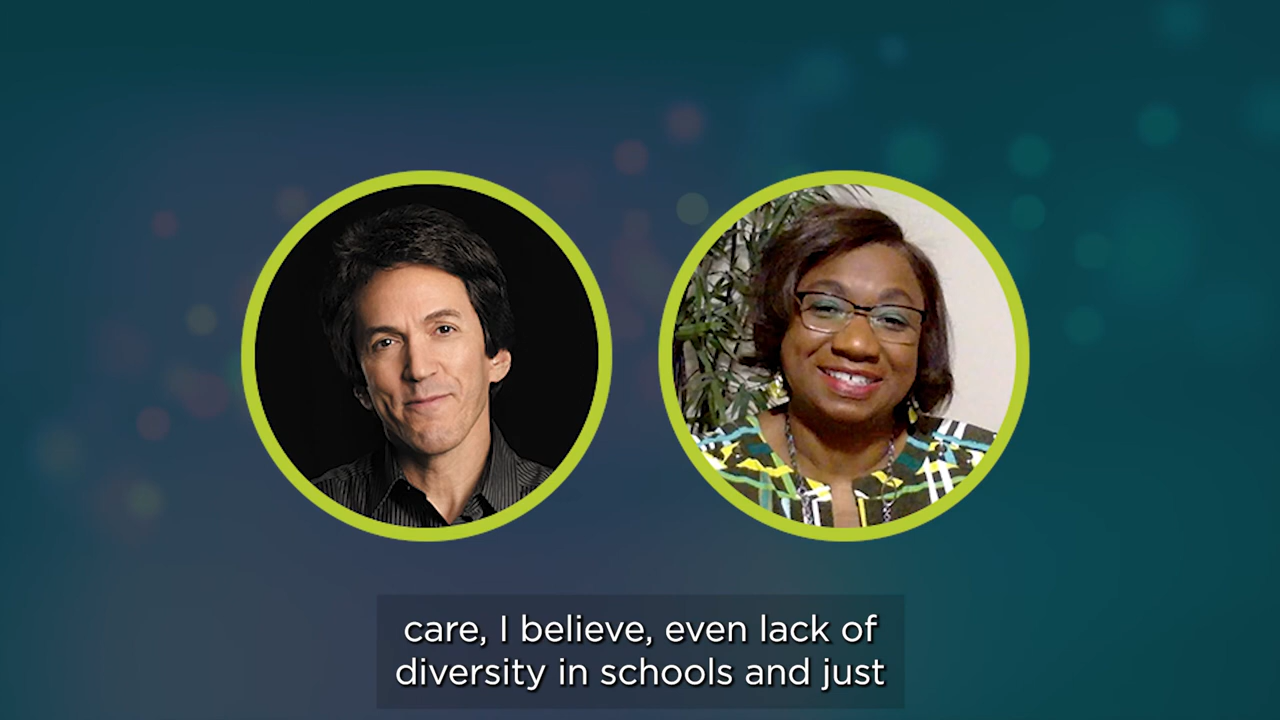 care, I believe, even lack of
diversity in schools and just